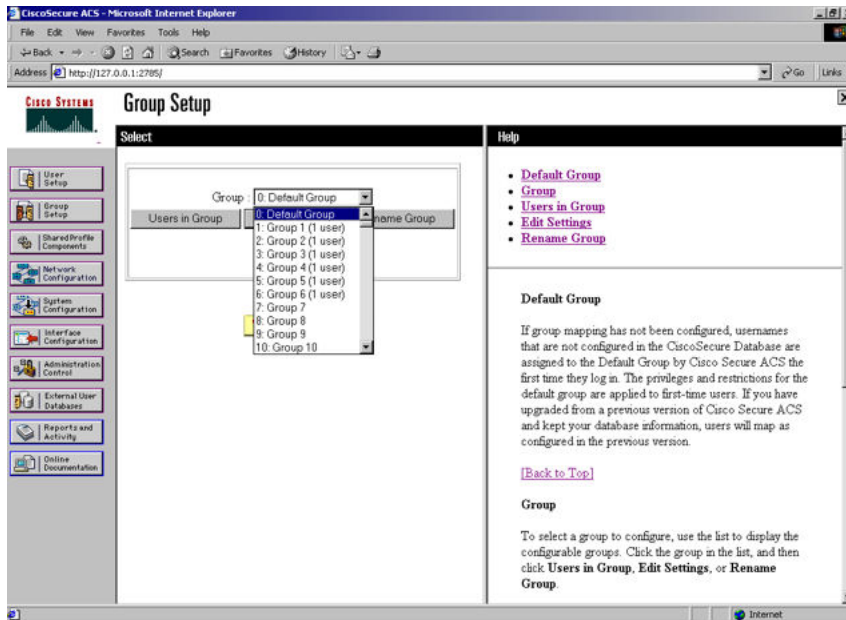 CiscoSecure ACS - Microsoft Internet Explorer
File Edit View Favorites Tools Help
Back Search Favorites History
Address http://127.0.0.1:2785/ Go Links
CISCO SYSTEMS
Group Setup
Select
Help
User
Setup
Group
Setup
Shared Profile
Components
Network
Configuration
System
Configuration
Interface
Configuration
Administration
Control
External User
Databases
Reports and
Activity
Online
Documentation
Group : 0: Default Group
Users in Group
0: Default Group
1: Group 1 (1 user)
2: Group 2 (1 user)
3: Group 3 (1 user)
4: Group 4 (1 user)
5: Group 5 (1 user)
6: Group 6 (1 user)
7: Group 7
8: Group 8
9: Group 9
10: Group 10
name Group
Default Group
Group
Users in Group
Edit Settings
Rename Group
Default Group
If group mapping has not been configured, usernames
that are not configured in the CiscoSecure Database are
assigned to the Default Group by Cisco Secure ACS the
first time they log in. The privileges and restrictions for the
default group are applied to first-time users. If you have
upgraded from a previous version of Cisco Secure ACS
and kept your database information, users will map as
configured in the previous version.
[Back to Top]
Group
To select a group to configure, use the list to display the
configurable groups. Click the group in the list, and then
click Users in Group, Edit Settings, or Rename
Group.
Internet